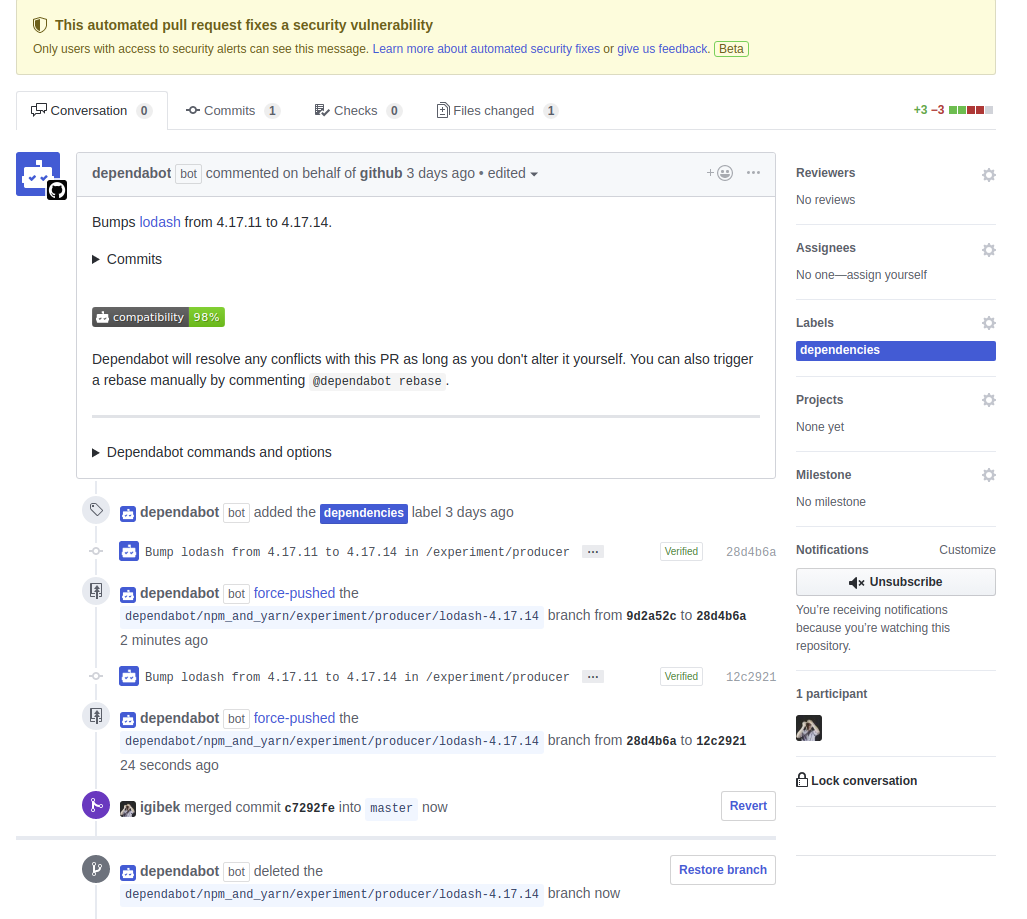 This automated pull request fixes a security vulnerability
Only users with access to security alerts can see this message. Learn more about automated security fixes or give us feedback. Beta
Conversation 0
Commits 1
Checks 0
Files changed 1
+3 −3
dependabot bot commented on behalf of github 3 days ago • edited
Bumps lodash from 4.17.11 to 4.17.14.
Commits
compatibility 98%
Dependabot will resolve any conflicts with this PR as long as you don't alter it yourself. You can also trigger
a rebase manually by commenting @dependabot rebase.
Dependabot commands and options
dependabot bot added the dependencies label 3 days ago
Bump lodash from 4.17.11 to 4.17.14 in /experiment/producer ... Verified 28d4b6a
dependabot bot force-pushed the
dependabot/npm_and_yarn/experiment/producer/lodash-4.17.14 branch from 9d2a52c to 28d4b6a
2 minutes ago
Bump lodash from 4.17.11 to 4.17.14 in /experiment/producer ... Verified 12c2921
dependabot bot force-pushed the
dependabot/npm_and_yarn/experiment/producer/lodash-4.17.14 branch from 28d4b6a to 12c2921
24 seconds ago
igibek merged commit c7292fe into master now
Revert
dependabot bot deleted the
dependabot/npm_and_yarn/experiment/producer/lodash-4.17.14 branch now
Restore branch
Reviewers
No reviews
Assignees
No one—assign yourself
Labels
dependencies
Projects
None yet
Milestone
No milestone
Notifications Customize
Unsubscribe
You're receiving notifications
because you're watching this
repository.
1 participant
Lock conversation